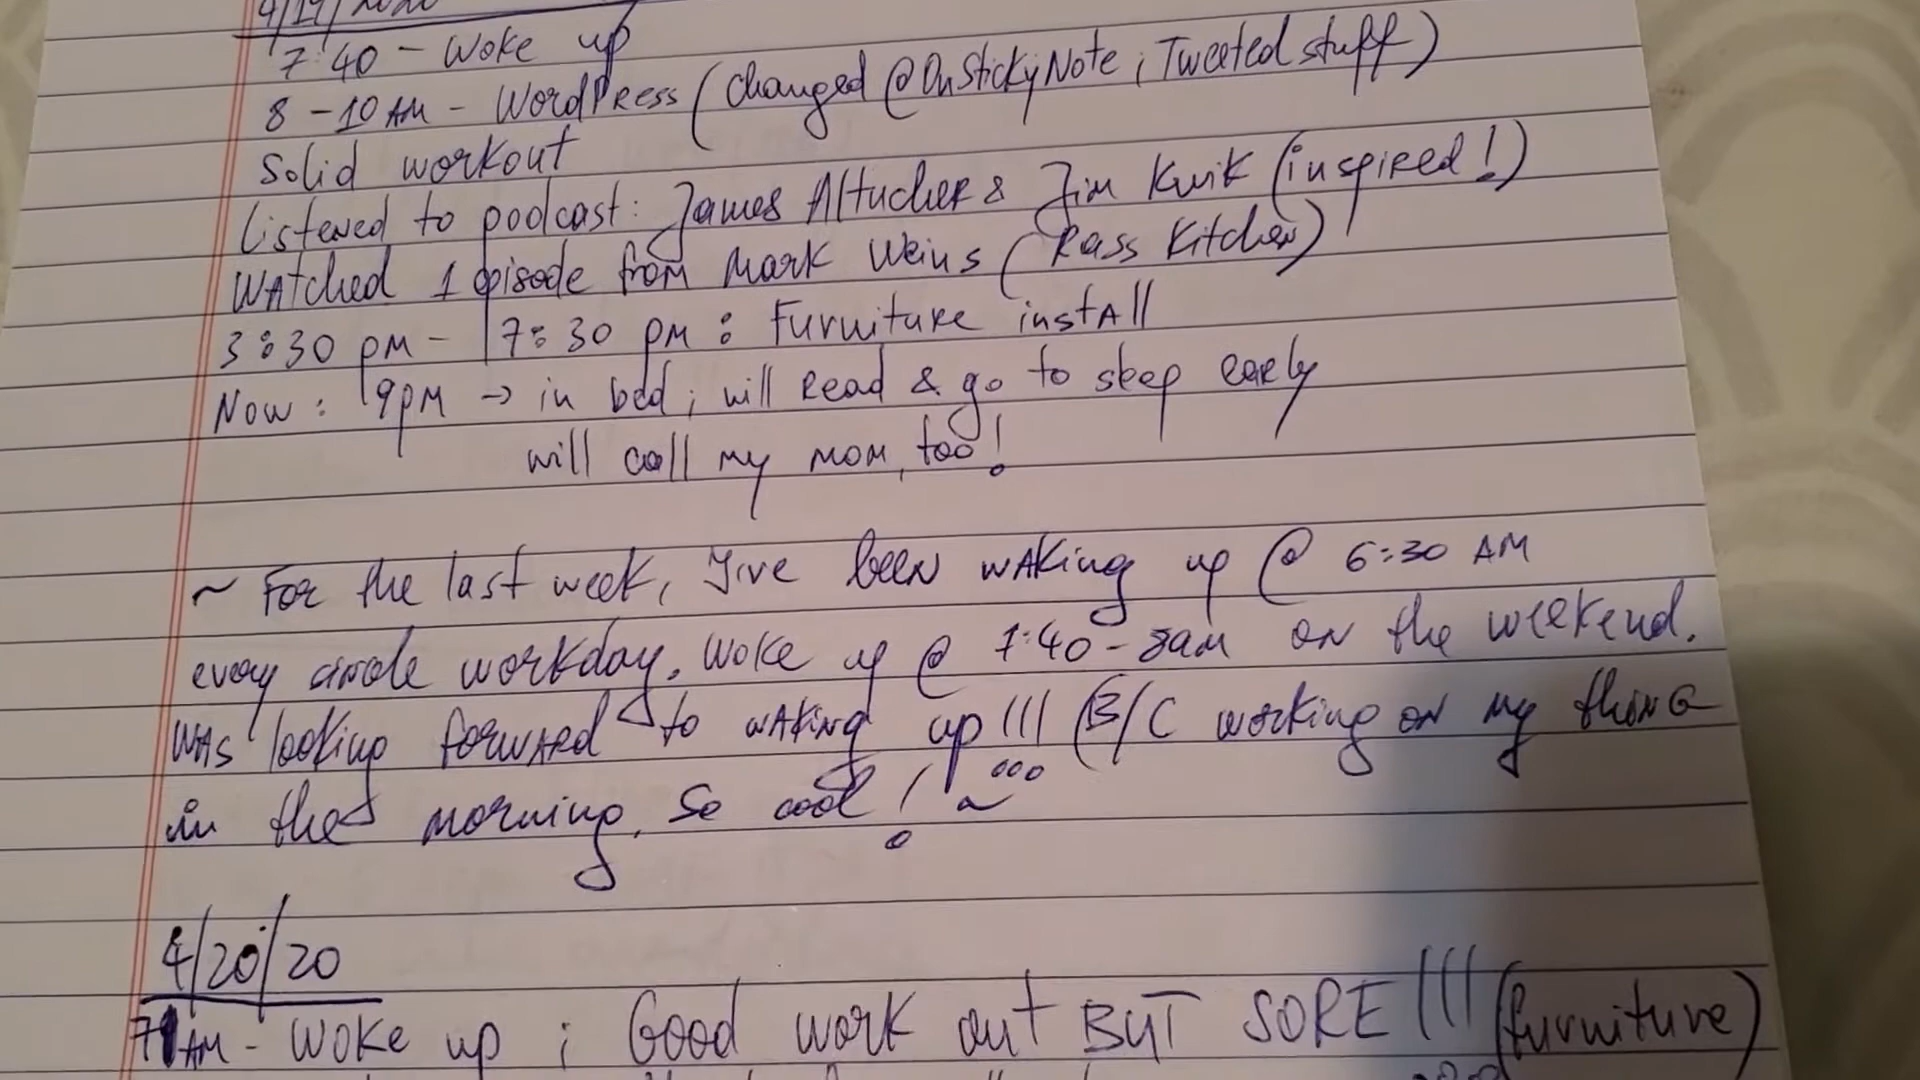 4/19/2020
7:40 - Woke up
8 - 10 AM - WordPress (changed @OnStickyNote; Tweeted stuff)
Solid workout
Listened to podcast: James Altucher & Jim Kwik (inspired!)
Watched 1 episode from Mark Weins (Rass Kitchen)
3:30 pm - 7:30 pm: Furniture install
Now: 9pm → in bed; will read & go to sleep early
will call my mom, too!
~ For the last week, I've been waking up @ 6:30 AM
every single workday. Woke up @ 7:40 - 8am on the weekend.
Was looking forward to waking up!!! (B/C working on my thing
in the morning. So cool! ~
4/20/20
7 AM - Woke up; Good work out BUT SORE!!! (furniture)